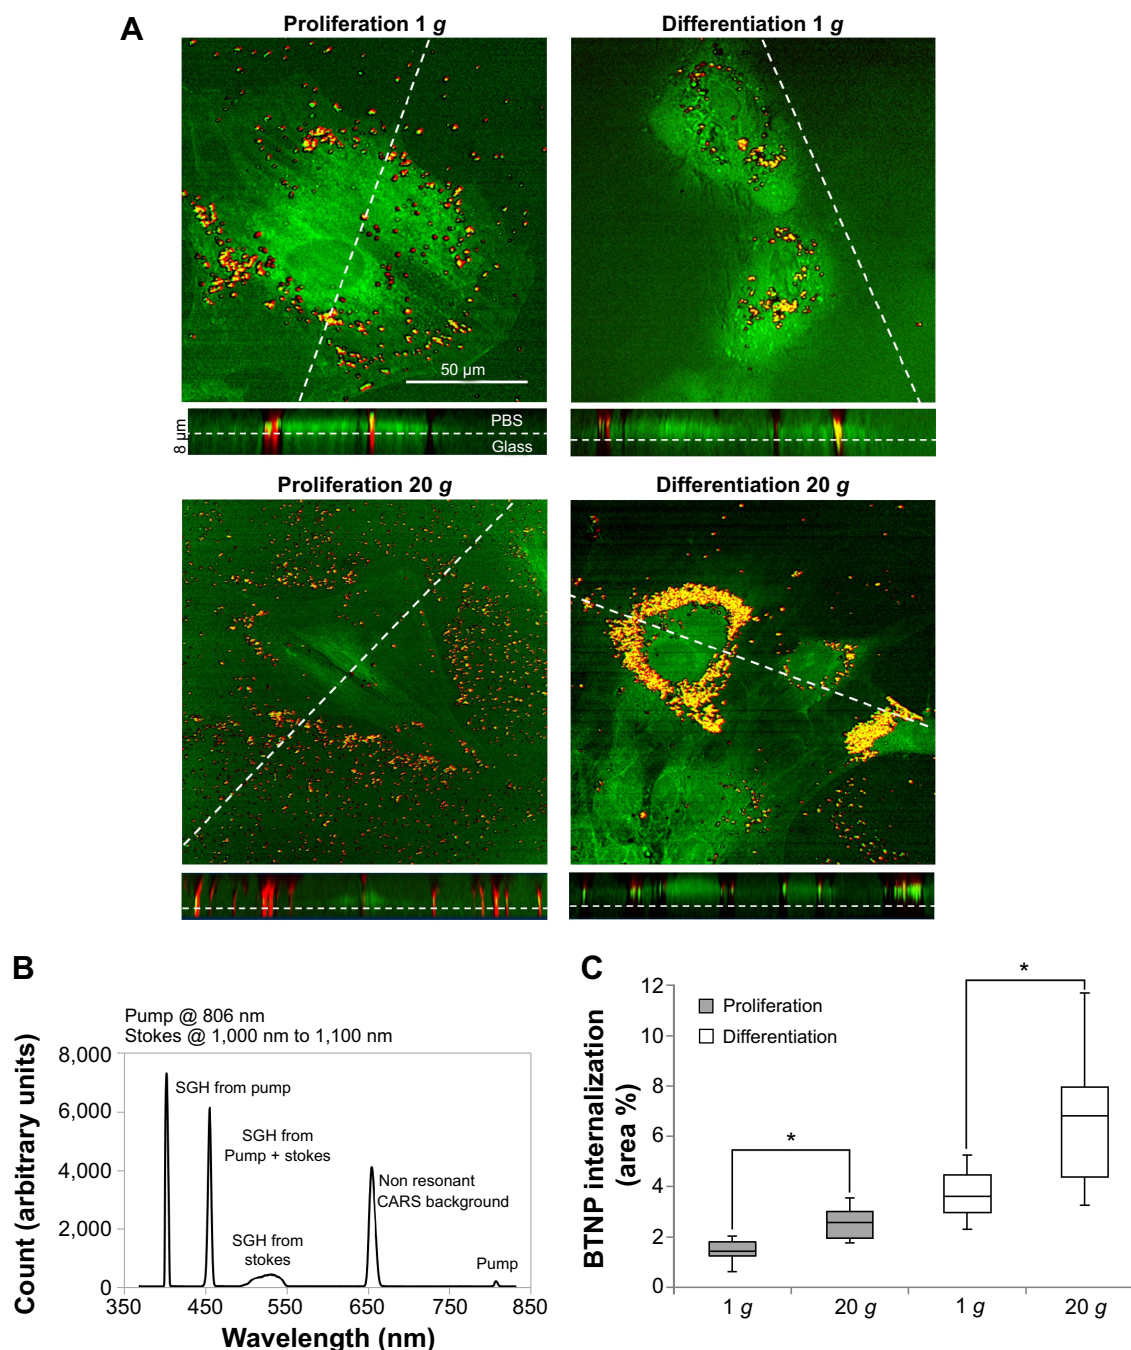 A
Proliferation 1 g
Differentiation 1 g
50 µm
8 µm
PBS
Glass
Proliferation 20 g
Differentiation 20 g
B
Pump @ 806 nm
Stokes @ 1,000 nm to 1,100 nm
Count (arbitrary units)
8,000
6,000
4,000
2,000
0
SGH from pump
SGH from
Pump + stokes
SGH from
stokes
Non resonant
CARS background
Pump
350
450
550
650
750
850
Wavelength (nm)
C
BTNP internalization
(area %)
12
10
8
6
4
2
0
Proliferation
Differentiation
*
*
1 g
20 g
1 g
20 g